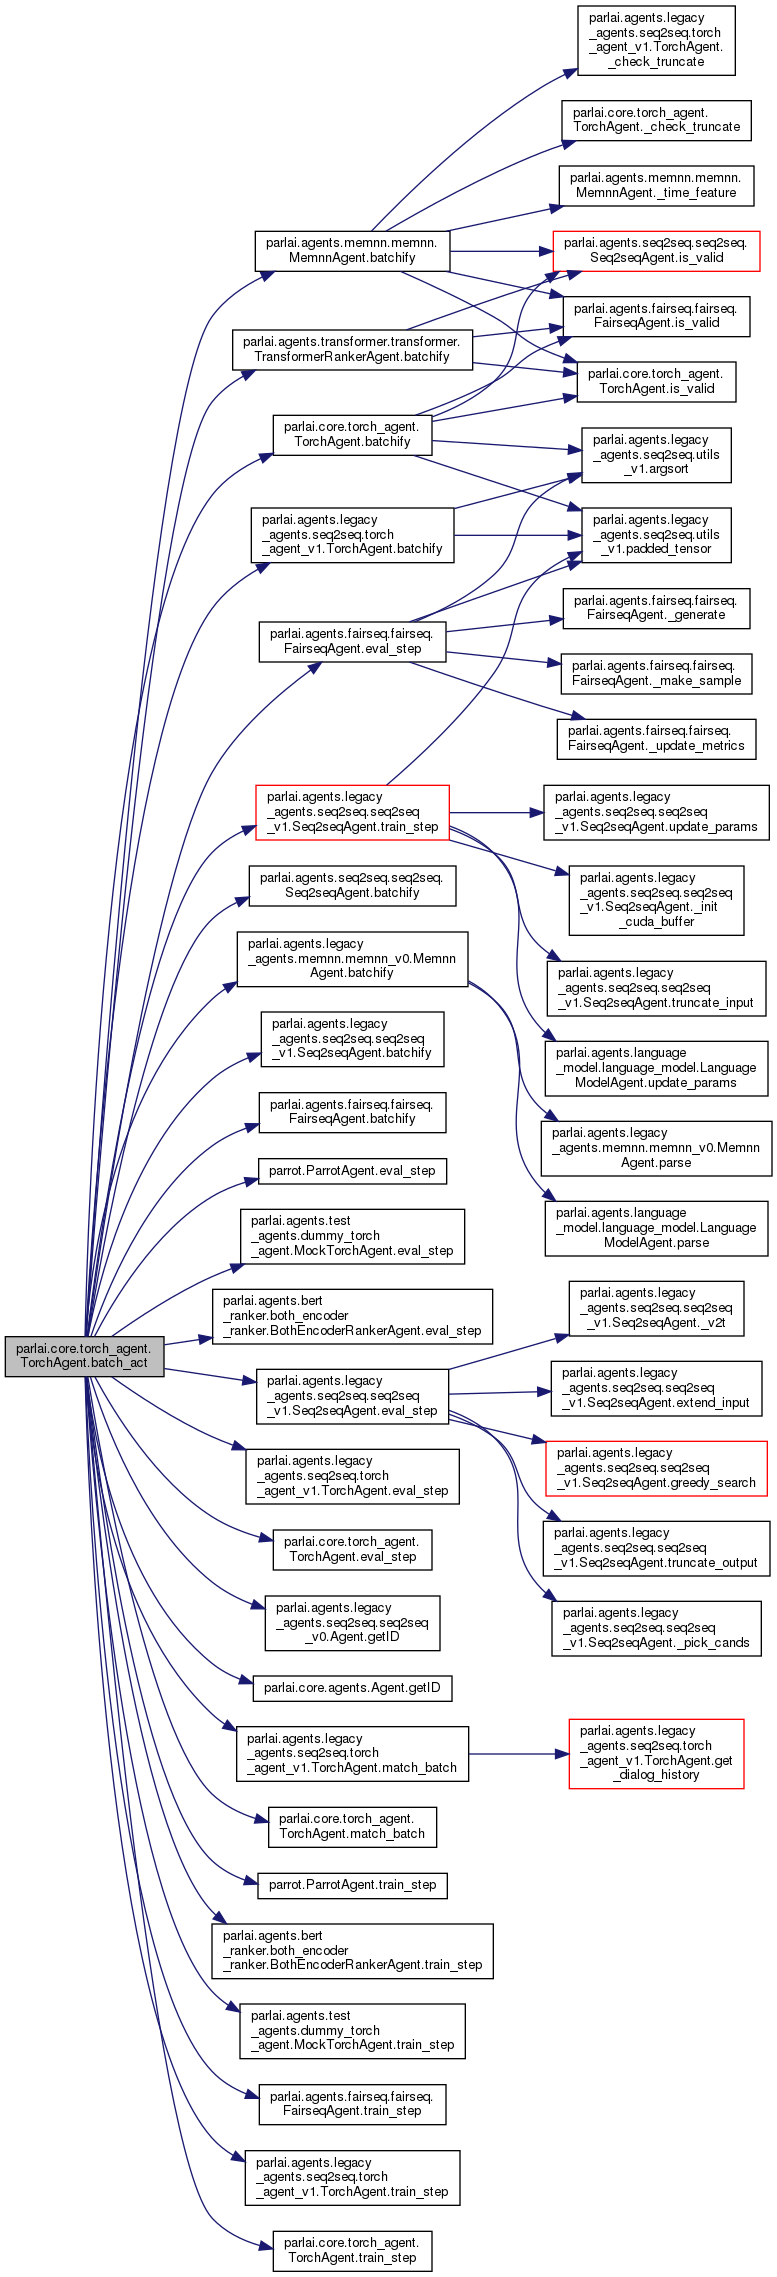 parlai.agents.legacy
_agents.seq2seq.torch
_agent_v1.TorchAgent.
_check_truncate
parlai.core.torch_agent.
TorchAgent._check_truncate
parlai.agents.memnn.memnn.
MemnnAgent._time_feature
parlai.agents.memnn.memnn.
MemnnAgent.batchify
parlai.agents.seq2seq.seq2seq.
Seq2seqAgent.is_valid
parlai.agents.fairseq.fairseq.
FairseqAgent.is_valid
parlai.agents.transformer.transformer.
TransformerRankerAgent.batchify
parlai.core.torch_agent.
TorchAgent.is_valid
parlai.core.torch_agent.
TorchAgent.batchify
parlai.agents.legacy
_agents.seq2seq.utils
_v1.argsort
parlai.agents.legacy
_agents.seq2seq.torch
_agent_v1.TorchAgent.batchify
parlai.agents.legacy
_agents.seq2seq.utils
_v1.padded_tensor
parlai.agents.fairseq.fairseq.
FairseqAgent._generate
parlai.agents.fairseq.fairseq.
FairseqAgent.eval_step
parlai.agents.fairseq.fairseq.
FairseqAgent._make_sample
parlai.agents.fairseq.fairseq.
FairseqAgent._update_metrics
parlai.agents.legacy
_agents.seq2seq.seq2seq
_v1.Seq2seqAgent.train_step
parlai.agents.legacy
_agents.seq2seq.seq2seq
_v1.Seq2seqAgent.update_params
parlai.agents.seq2seq.seq2seq.
Seq2seqAgent.batchify
parlai.agents.legacy
_agents.seq2seq.seq2seq
_v1.Seq2seqAgent._init
_cuda_buffer
parlai.agents.legacy
_agents.memnn.memnn_v0.Memnn
Agent.batchify
parlai.agents.legacy
_agents.seq2seq.seq2seq
_v1.Seq2seqAgent.truncate_input
parlai.agents.legacy
_agents.seq2seq.seq2seq
_v1.Seq2seqAgent.batchify
parlai.agents.language
_model.language_model.Language
ModelAgent.update_params
parlai.agents.fairseq.fairseq.
FairseqAgent.batchify
parlai.agents.legacy
_agents.memnn.memnn_v0.Memnn
Agent.parse
parrot.ParrotAgent.eval_step
parlai.agents.test
_agents.dummy_torch
_agent.MockTorchAgent.eval_step
parlai.agents.language
_model.language_model.Language
ModelAgent.parse
parlai.agents.bert
_ranker.both_encoder
_ranker.BothEncoderRankerAgent.eval_step
parlai.agents.legacy
_agents.seq2seq.seq2seq
_v1.Seq2seqAgent._v2t
parlai.core.torch_agent.
TorchAgent.batch_act
parlai.agents.legacy
_agents.seq2seq.seq2seq
_v1.Seq2seqAgent.eval_step
parlai.agents.legacy
_agents.seq2seq.seq2seq
_v1.Seq2seqAgent.extend_input
parlai.agents.legacy
_agents.seq2seq.torch
_agent_v1.TorchAgent.eval_step
parlai.agents.legacy
_agents.seq2seq.seq2seq
_v1.Seq2seqAgent.greedy_search
parlai.core.torch_agent.
TorchAgent.eval_step
parlai.agents.legacy
_agents.seq2seq.seq2seq
_v1.Seq2seqAgent.truncate_output
parlai.agents.legacy
_agents.seq2seq.seq2seq
_v0.Agent.getID
parlai.agents.legacy
_agents.seq2seq.seq2seq
_v1.Seq2seqAgent._pick_cands
parlai.core.agents.Agent.getID
parlai.agents.legacy
_agents.seq2seq.torch
_agent_v1.TorchAgent.match_batch
parlai.agents.legacy
_agents.seq2seq.torch
_agent_v1.TorchAgent.get
_dialog_history
parlai.core.torch_agent.
TorchAgent.match_batch
parrot.ParrotAgent.train_step
parlai.agents.bert
_ranker.both_encoder
_ranker.BothEncoderRankerAgent.train_step
parlai.agents.test
_agents.dummy_torch
_agent.MockTorchAgent.train_step
parlai.agents.fairseq.fairseq.
FairseqAgent.train_step
parlai.agents.legacy
_agents.seq2seq.torch
_agent_v1.TorchAgent.train_step
parlai.core.torch_agent.
TorchAgent.train_step